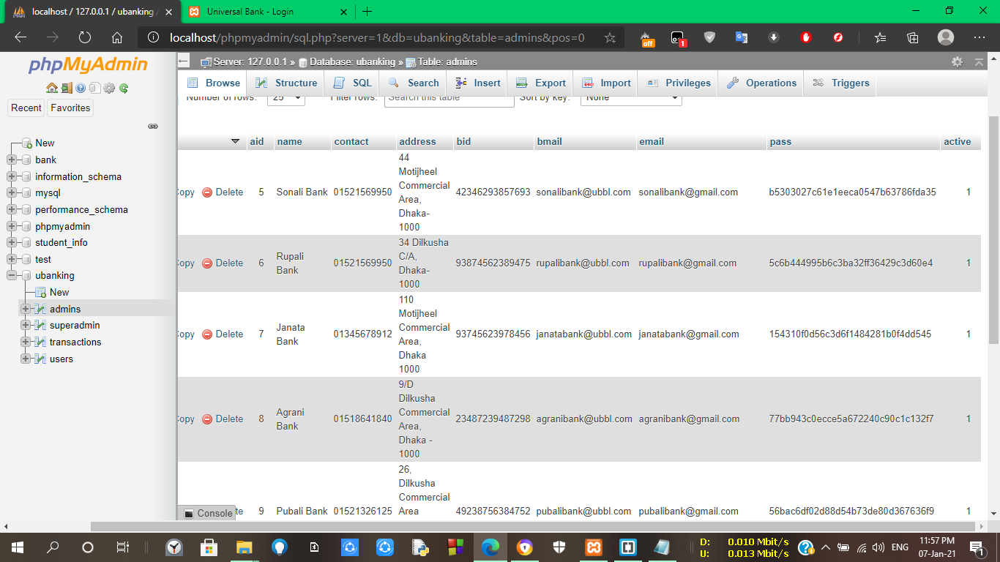 localhost / 127.0.0.1 / ubanking
Universal Bank - Login
localhost/phpmyadmin/sql.php?server=1&db=ubanking&table=admins&pos=0
off
1
phpMyAdmin
Recent Favorites
New
bank
information_schema
mysql
performance_schema
phpmyadmin
student_info
test
ubanking
New
admins
superadmin
transactions
users
Server: 127.0.0.1 » Database: ubanking » Table: admins
Browse Structure SQL Search Insert Export Import Privileges Operations Triggers
Number of rows: 25 Filter rows: Search this table Sort by key: None
aid name contact address bid bmail email pass active
Copy Delete 5 Sonali Bank 01521569950 44 Motijheel Commercial Area, Dhaka-1000 42346293857693 sonalibank@ubbl.com sonalibank@gmail.com b5303027c61e1eeca0547b63786fda35 1
Copy Delete 6 Rupali Bank 01521569950 34 Dilkusha C/A, Dhaka-1000 93874562389475 rupalibank@ubbl.com rupalibank@gmail.com 5c6b444995b6c3ba32ff36429c3d60e4 1
Copy Delete 7 Janata Bank 01345678912 110 Motijheel Commercial Area, Dhaka 1000 93745623978456 janatabank@ubbl.com janatabank@gmail.com 154310f0d56c3d6f1484281b0f4dd545 1
Copy Delete 8 Agrani Bank 01518641840 9/D Dilkusha Commercial Area, Dhaka - 1000 23487239487298 agranibank@ubbl.com agranibank@gmail.com 77bb943c0ecce5a672240c90c1c132f7 1
9 Pubali Bank 01521326125 26, Dilkusha Commercial Area 49238756384752 pubalibank@ubbl.com pubalibank@gmail.com 56bac6df02d88d54b73de80d367636f9 1
Console
D: 0.010 Mbit/s
U: 0.013 Mbit/s
ENG
11:57 PM
07-Jan-21
1